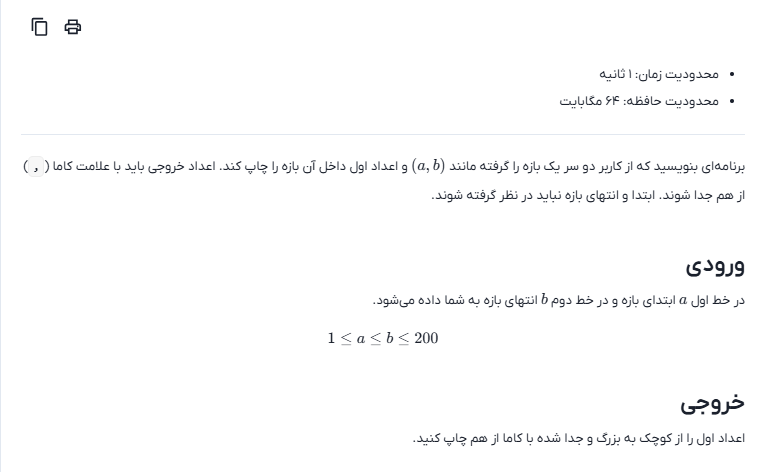 محدودیت زمان: ۱ ثانیه
محدودیت حافظه: ۶۴ مگابایت
برنامه‌ای بنویسید که از کاربر دو سر یک بازه را گرفته مانند (a, b) و اعداد اول داخل آن بازه را چاپ کند. اعداد خروجی باید با علامت کاما ( , )
از هم جدا شوند. ابتدا و انتهای بازه نباید در نظر گرفته شوند.
ورودی
در خط اول a ابتدای بازه و در خط دوم b انتهای بازه به شما داده می‌شود.
1 ≤ a ≤ b ≤ 200
خروجی
اعداد اول را از کوچک به بزرگ و جدا شده با کاما از هم چاپ کنید.